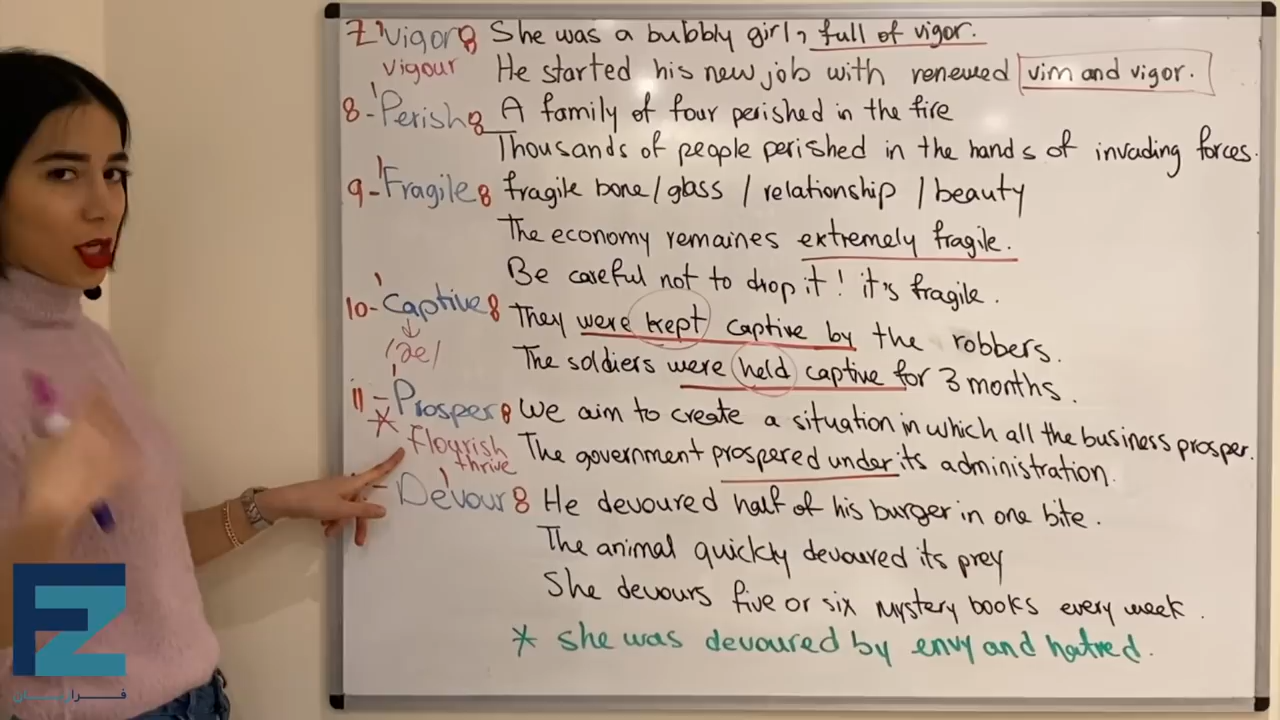 7-Vigor: She was a bubbly girl, full of vigor.
vigour He started his new job with renewed vim and vigor.
8-Perish: A family of four perished in the fire
Thousands of people perished in the hands of invading forces.
9-Fragile: fragile bone/glass / relationship / beauty
The economy remaines extremely fragile.
Be careful not to drop it! it's fragile.
10-Captive: They were kept captive by the robbers.
/æ/ The soldiers were held captive for 3 months.
11-Prosper: We aim to create a situation in which all the business prosper.
* Flourish
thrive The government prospered under its administration.
- Devour: He devoured half of his burger in one bite.
The animal quickly devoured its prey
She devours five or six mystery books every week.
* she was devoured by envy and hatred.
FZ